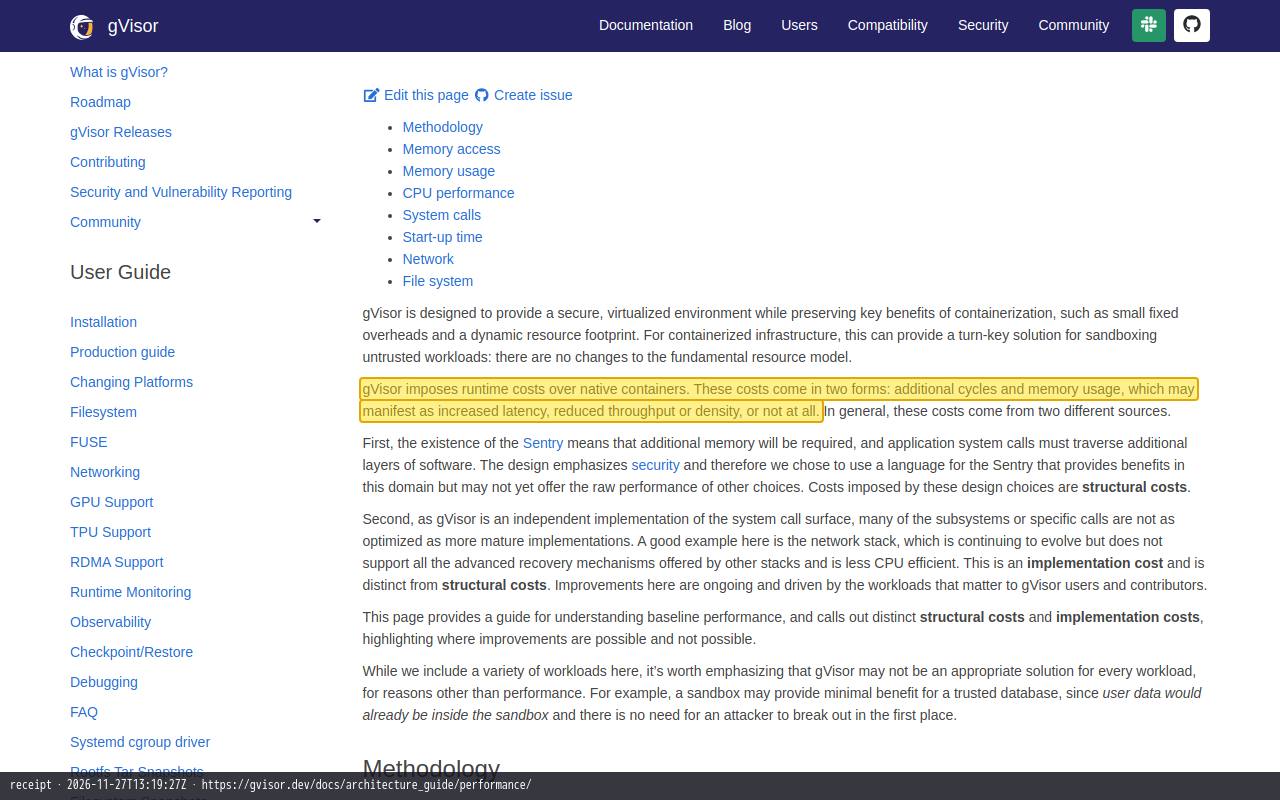 gVisor
Documentation
Blog
Users
Compatibility
Security
Community
What is gVisor?
Roadmap
gVisor Releases
Contributing
Security and Vulnerability Reporting
Community
User Guide
Installation
Production guide
Changing Platforms
Filesystem
FUSE
Networking
GPU Support
TPU Support
RDMA Support
Runtime Monitoring
Observability
Checkpoint/Restore
Debugging
FAQ
Systemd cgroup driver
Rootfs Tar Snapshots
Edit this page Create issue
Methodology
Memory access
Memory usage
CPU performance
System calls
Start-up time
Network
File system
gVisor is designed to provide a secure, virtualized environment while preserving key benefits of containerization, such as small fixed
overheads and a dynamic resource footprint. For containerized infrastructure, this can provide a turn-key solution for sandboxing
untrusted workloads: there are no changes to the fundamental resource model.
gVisor imposes runtime costs over native containers. These costs come in two forms: additional cycles and memory usage, which may
manifest as increased latency, reduced throughput or density, or not at all. In general, these costs come from two different sources.
First, the existence of the Sentry means that additional memory will be required, and application system calls must traverse additional
layers of software. The design emphasizes security and therefore we chose to use a language for the Sentry that provides benefits in
this domain but may not yet offer the raw performance of other choices. Costs imposed by these design choices are structural costs.
Second, as gVisor is an independent implementation of the system call surface, many of the subsystems or specific calls are not as
optimized as more mature implementations. A good example here is the network stack, which is continuing to evolve but does not
support all the advanced recovery mechanisms offered by other stacks and is less CPU efficient. This is an implementation cost and is
distinct from structural costs. Improvements here are ongoing and driven by the workloads that matter to gVisor users and contributors.
This page provides a guide for understanding baseline performance, and calls out distinct structural costs and implementation costs,
highlighting where improvements are possible and not possible.
While we include a variety of workloads here, it’s worth emphasizing that gVisor may not be an appropriate solution for every workload,
for reasons other than performance. For example, a sandbox may provide minimal benefit for a trusted database, since user data would
already be inside the sandbox and there is no need for an attacker to break out in the first place.
Methodology
receipt · 2026-11-27T13:19:27Z · https://gvisor.dev/docs/architecture_guide/performance/